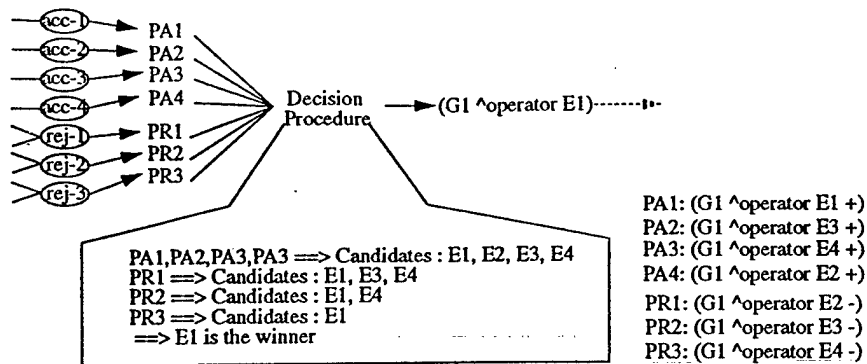 acc-1
PA1
acc-2
PA2
acc-3
PA3
acc-4
PA4
rej-1
PR1
rej-2
PR2
rej-3
PR3
Decision
Procedure
(G1 ^operator E1)
PA1,PA2,PA3,PA3 ==> Candidates : E1, E2, E3, E4
PR1 ==> Candidates : E1, E3, E4
PR2 ==> Candidates : E1, E4
PR3 ==> Candidates : E1
==> E1 is the winner
PA1: (G1 ^operator E1 +)
PA2: (G1 ^operator E3 +)
PA3: (G1 ^operator E4 +)
PA4: (G1 ^operator E2 +)
PR1: (G1 ^operator E2 -)
PR2: (G1 ^operator E3 -)
PR3: (G1 ^operator E4 -)